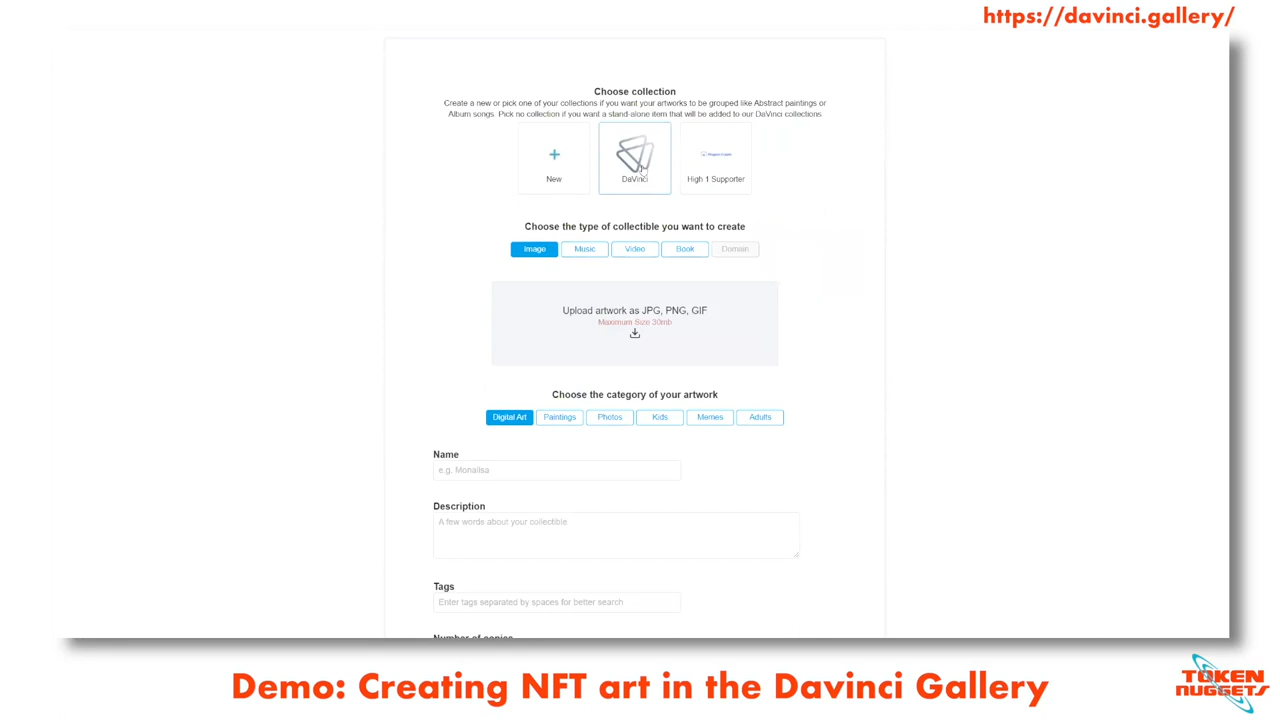 https://davinci.gallery/
Choose collection
Create a new or pick one of your collections if you want your artworks to be grouped like Abstract paintings or
Album songs. Pick no collection if you want a stand-alone item that will be added to our DaVinci collections
New
DaVinci
High 1 Supporter
Choose the type of collectible you want to create
Image Music Video Book Domain
Upload artwork as JPG, PNG, GIF
Maximum Size 30mb
Choose the category of your artwork
Digital Art Paintings Photos Kids Memes Adults
Name
e.g. Monalisa
Description
A few words about your collectible
Tags
Enter tags separated by spaces for better search
Number of copies
Demo: Creating NFT art in the Davinci Gallery
TOKEN
NUGGETS